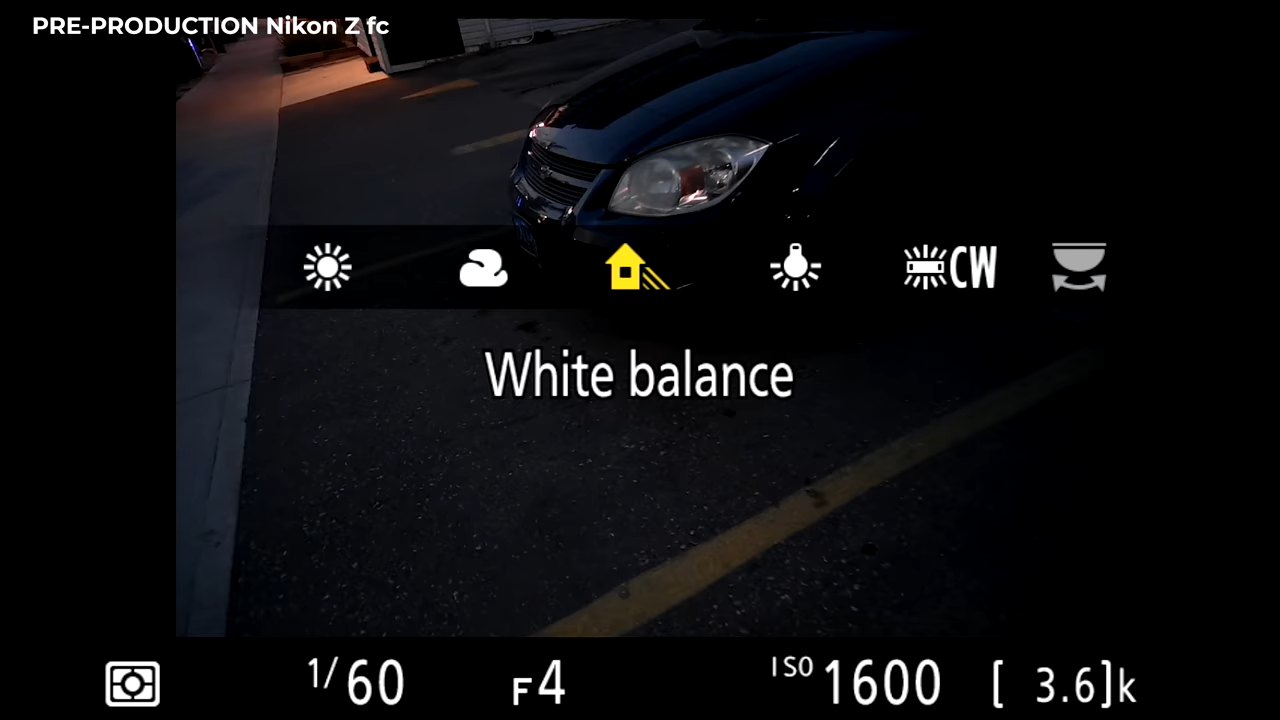 PRE-PRODUCTION Nikon Z fc
CW
White balance
1/60 F4 ISO 1600 [ 3.6]k